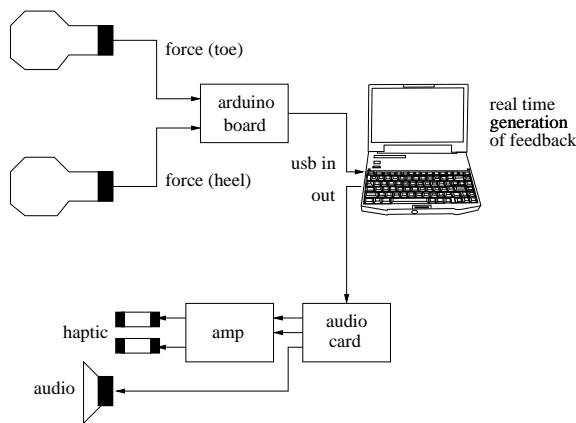 force (toe)
arduino
board
force (heel)
real time
generation
of feedback
usb in
out
haptic
amp
audio
card
audio